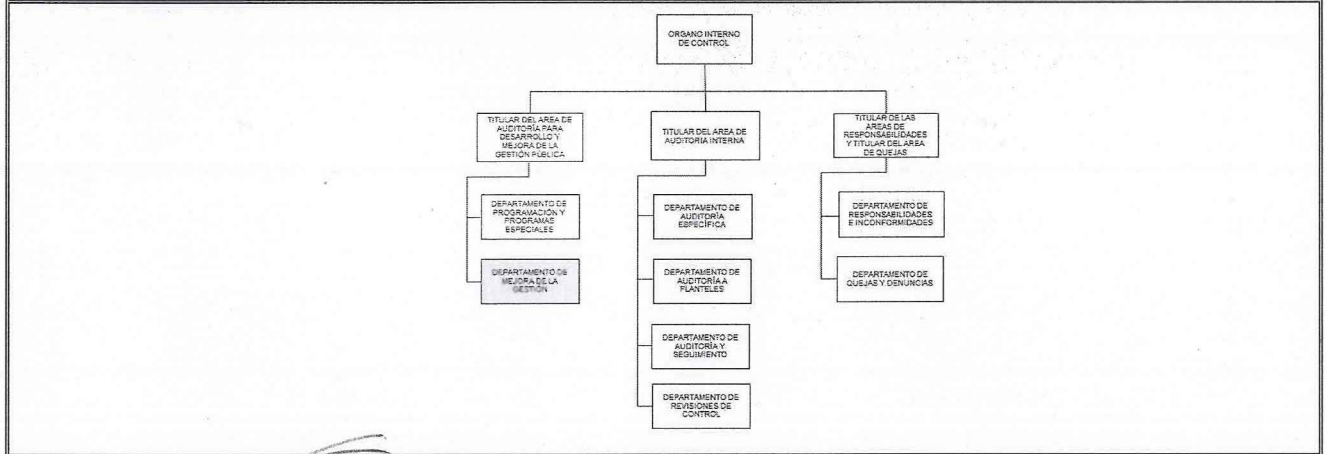 ORGANO INTERNO
DE CONTROL
TITULAR DEL AREA DE
AUDITORÍA PARA
DESARROLLO Y
MEJORA DE LA
GESTIÓN PÚBLICA
TITULAR DEL AREA DE
AUDITORIA INTERNA
TITULAR DE LAS
AREAS DE
RESPONSABILIDADES
Y TITULAR DEL AREA
DE QUEJAS
DEPARTAMENTO DE
PROGRAMACIÓN Y
PROGRAMAS
ESPECIALES
DEPARTAMENTO DE
AUDITORÍA
ESPECÍFICA
DEPARTAMENTO DE
RESPONSABILIDADES
E INCONFORMIDADES
DEPARTAMENTO DE
MEJORA DE LA
GESTIÓN
DEPARTAMENTO DE
AUDITORÍA A
PLANTELES
DEPARTAMENTO DE
QUEJAS Y DENUNCIAS
DEPARTAMENTO DE
AUDITORÍA Y
SEGUIMIENTO
DEPARTAMENTO DE
REVISIONES DE
CONTROL